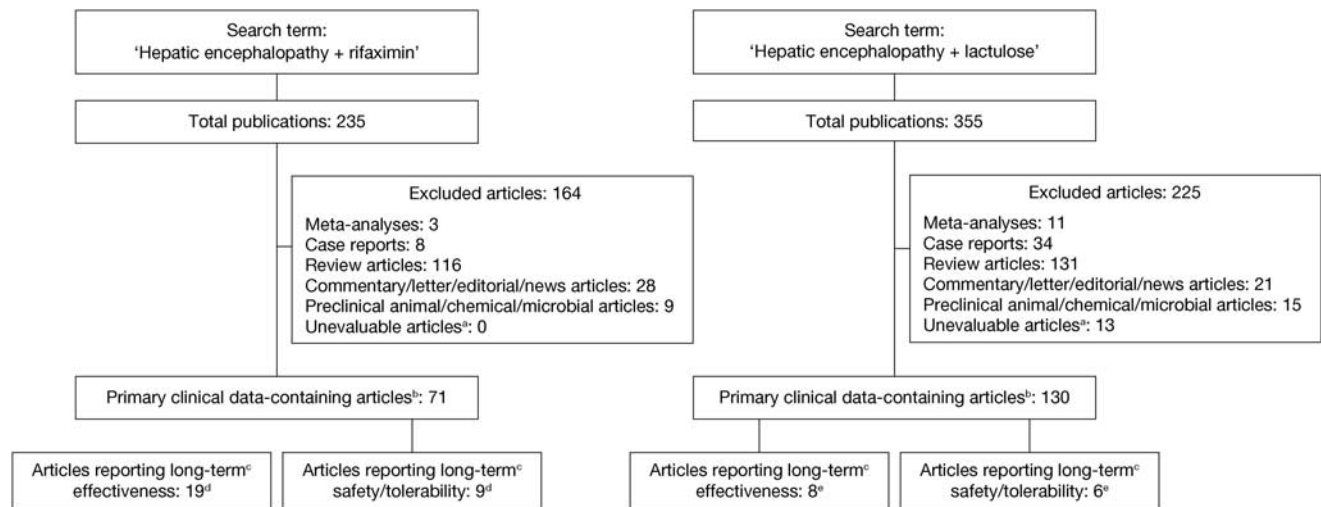 Search term:
‘Hepatic encephalopathy + rifaximin’
Total publications: 235
Excluded articles: 164
Meta-analyses: 3
Case reports: 8
Review articles: 116
Commentary/letter/editorial/news articles: 28
Preclinical animal/chemical/microbial articles: 9
Unevaluable articlesᵃ: 0
Primary clinical data-containing articlesᵇ: 71
Articles reporting long-termᶜ
effectiveness: 19ᵈ
Articles reporting long-termᶜ
safety/tolerability: 9ᵈ
Search term:
‘Hepatic encephalopathy + lactulose’
Total publications: 355
Excluded articles: 225
Meta-analyses: 11
Case reports: 34
Review articles: 131
Commentary/letter/editorial/news articles: 21
Preclinical animal/chemical/microbial articles: 15
Unevaluable articlesᵃ: 13
Primary clinical data-containing articlesᵇ: 130
Articles reporting long-termᶜ
effectiveness: 8ᵉ
Articles reporting long-termᶜ
safety/tolerability: 6ᵉ